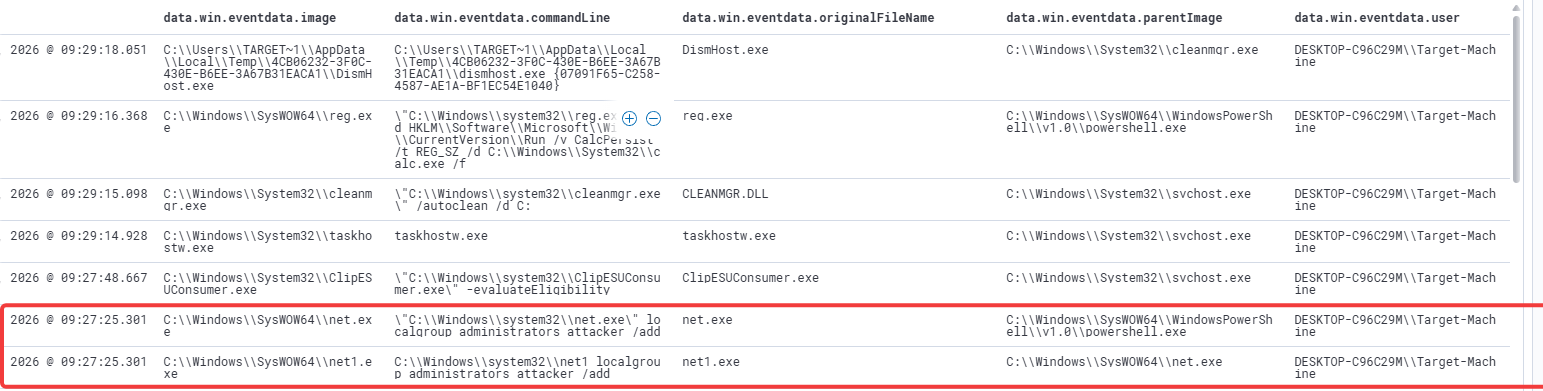 data.win.eventdata.image data.win.eventdata.commandLine data.win.eventdata.originalFileName data.win.eventdata.parentImage data.win.eventdata.user
2026 @ 09:29:18.051 C:\\Users\\TARGET~1\\AppData C:\\Users\\TARGET~1\\AppData\\Local DismHost.exe C:\\Windows\\System32\\cleanmgr.exe DESKTOP-C96C29M\\Target-Mach
\\Local\\Temp\\4CB06232-3F0C- \\Temp\\4CB06232-3F0C-430E-B6EE-3A67B ine
430E-B6EE-3A67B31EACA1\\DismH 31EACA1\\dismhost.exe {07091F65-C258-
ost.exe 4587-AE1A-BF1EC54E1040}
2026 @ 09:29:16.368 C:\\Windows\\SysWOW64\\reg.ex \"C:\\Windows\\system32\\reg.ex reg.exe C:\\Windows\\SysWOW64\\WindowsPowerSh DESKTOP-C96C29M\\Target-Mach
e d HKLM\\Software\\Microsoft\\Wi ell\\v1.0\\powershell.exe ine
\\CurrentVersion\\Run /v CalcPersist
/t REG_SZ /d C:\\Windows\\System32\\c
alc.exe /f
2026 @ 09:29:15.098 C:\\Windows\\System32\\cleanm \"C:\\Windows\\system32\\cleanmgr.exe CLEANMGR.DLL C:\\Windows\\System32\\svchost.exe DESKTOP-C96C29M\\Target-Mach
gr.exe \" /autoclean /d C: ine
2026 @ 09:29:14.928 C:\\Windows\\System32\\taskho taskhostw.exe taskhostw.exe C:\\Windows\\System32\\svchost.exe DESKTOP-C96C29M\\Target-Mach
stw.exe ine
2026 @ 09:27:48.667 C:\\Windows\\System32\\ClipES \"C:\\Windows\\system32\\ClipESUConsu ClipESUConsumer.exe C:\\Windows\\System32\\svchost.exe DESKTOP-C96C29M\\Target-Mach
UConsumer.exe mer.exe\" -evaluateEligibility ine
2026 @ 09:27:25.301 C:\\Windows\\SysWOW64\\net.ex \"C:\\Windows\\system32\\net.exe\" lo net.exe C:\\Windows\\SysWOW64\\WindowsPowerSh DESKTOP-C96C29M\\Target-Mach
e calgroup administrators attacker /add ell\\v1.0\\powershell.exe ine
2026 @ 09:27:25.301 C:\\Windows\\SysWOW64\\net1.e C:\\Windows\\system32\\net1 localgrou net1.exe C:\\Windows\\SysWOW64\\net.exe DESKTOP-C96C29M\\Target-Mach
xe p administrators attacker /add ine